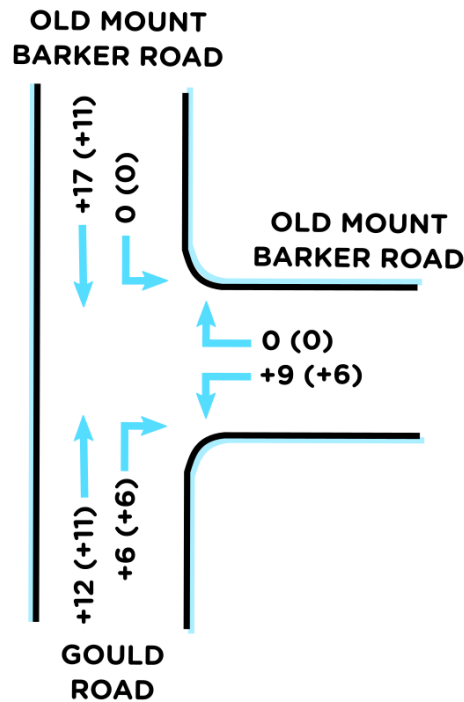 OLD MOUNT
BARKER ROAD
+17 (+11)
0 (0)
OLD MOUNT
BARKER ROAD
0 (0)
+9 (+6)
+12 (+11)
+6 (+6)
GOULD
ROAD